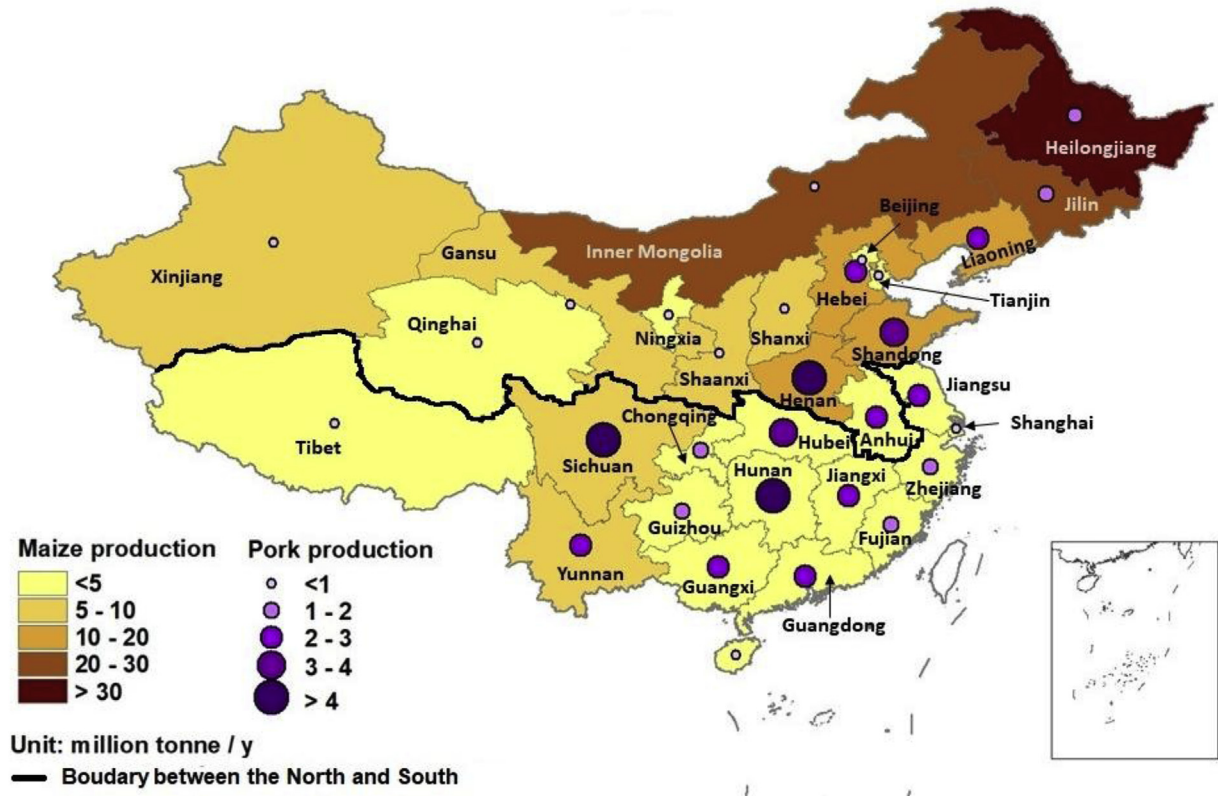 Heilongjiang
Jilin
Beijing
Liaoning
Inner Mongolia
Gansu
Xinjiang
Tianjin
Hebei
Qinghai
Ningxia
Shanxi
Shandong
Shaanxi
Henan
Jiangsu
Chongqing
Shanghai
Tibet
Hubei
Anhui
Sichuan
Hunan
Jiangxi
Zhejiang
Guizhou
Fujian
Yunnan
Guangxi
Guangdong
Maize production
<5
5 - 10
10 - 20
20 - 30
> 30
Pork production
<1
1 - 2
2 - 3
3 - 4
> 4
Unit: million tonne / y
Boudary between the North and South